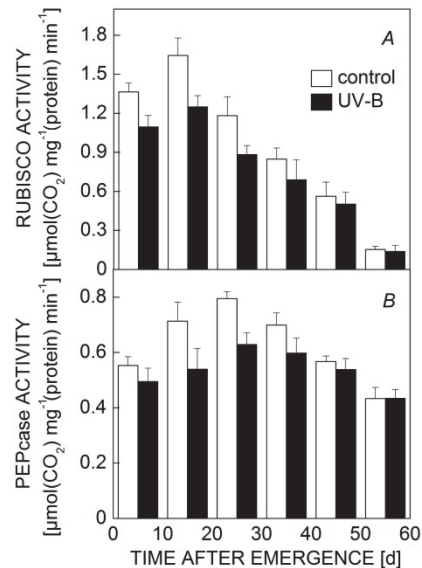 A
control
UV-B
RUBISCO ACTIVITY
[µmol(CO₂) mg⁻¹(protein) min⁻¹]
1.8
1.5
1.2
0.9
0.6
0.3
0
B
PEPcase ACTIVITY
[µmol(CO₂) mg⁻¹(protein) min⁻¹]
0.8
0.6
0.4
0.2
0
0 10 20 30 40 50 60
TIME AFTER EMERGENCE [d]